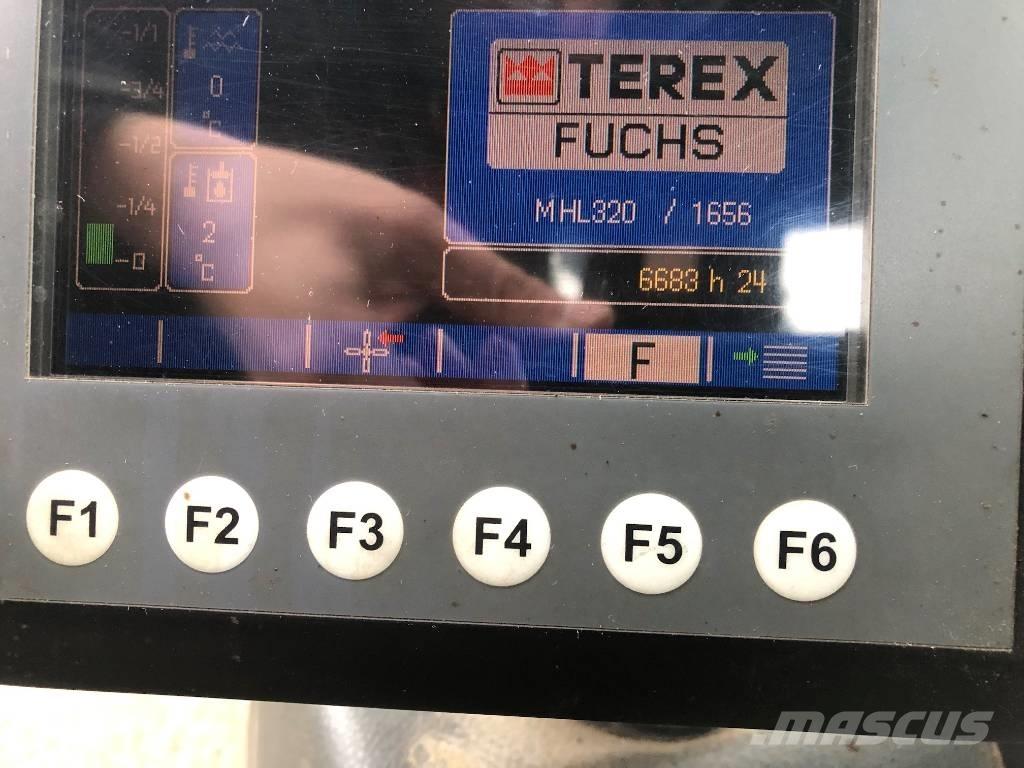 -1/1
-3/4
-1/2
-1/4
-0
0
°C
2
°C
TEREX
FUCHS
MHL320 / 1656
6683 h 24
F
F1 F2 F3 F4 F5 F6
MASCUS